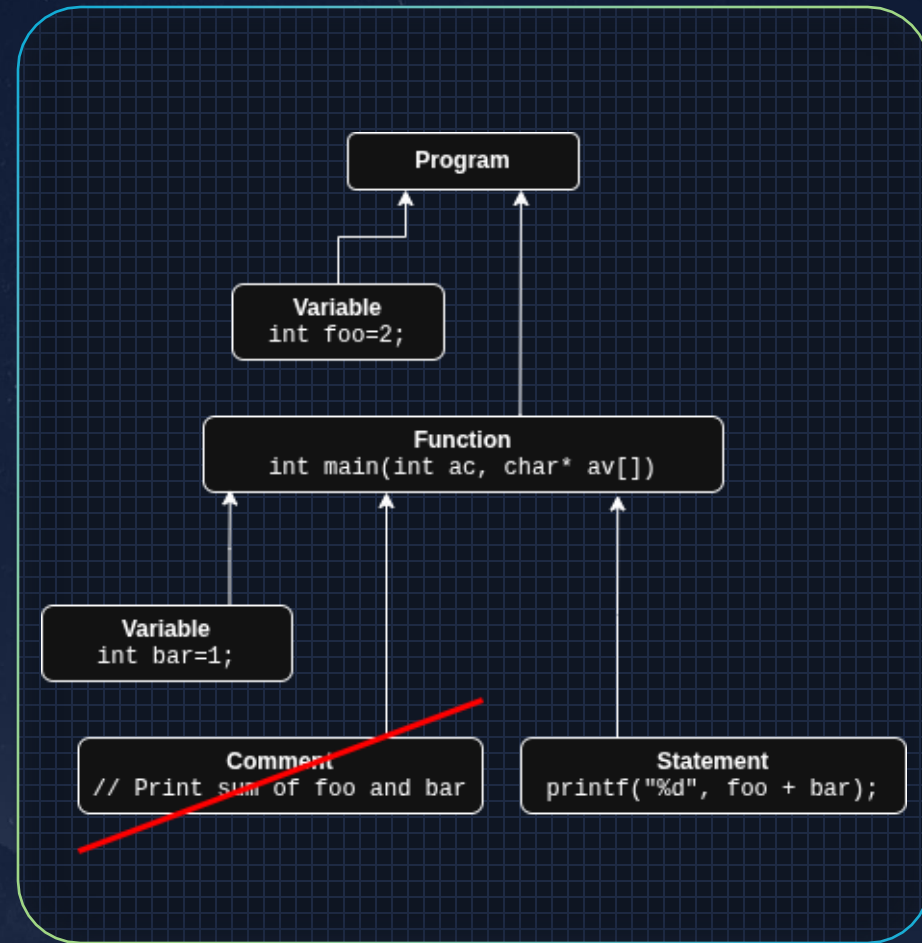 Program
Variable
int foo=2;
Function
int main(int ac, char* av[])
Variable
int bar=1;
Comment
// Print sum of foo and bar
Statement
printf("%d", foo + bar);